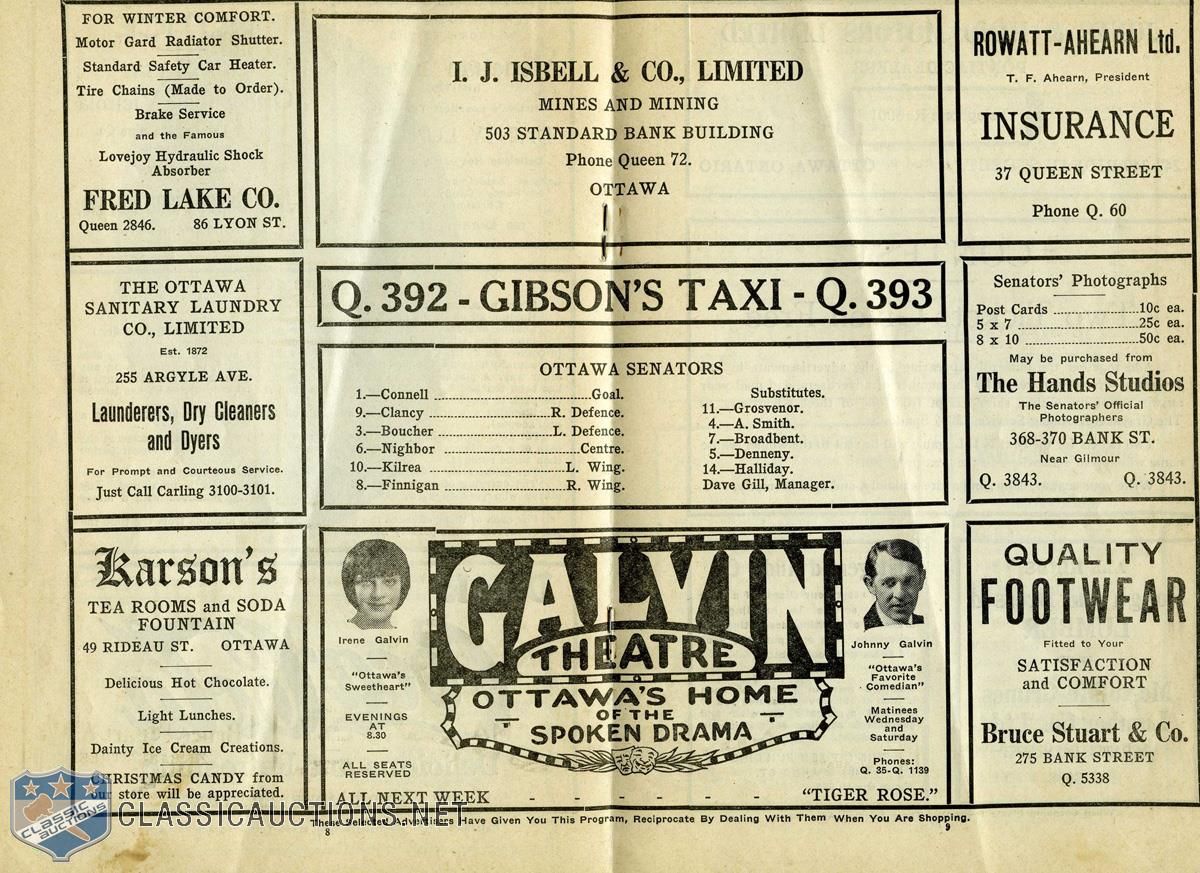 FOR WINTER COMFORT.
Motor Gard Radiator Shutter.
Standard Safety Car Heater.
Tire Chains (Made to Order).
Brake Service
and the Famous
Lovejoy Hydraulic Shock
Absorber
FRED LAKE CO.
Queen 2846. 86 LYON ST.
I. J. ISBELL & CO., LIMITED
MINES AND MINING
503 STANDARD BANK BUILDING
Phone Queen 72.
OTTAWA
ROWATT-AHEARN Ltd.
T. F. Ahearn, President
INSURANCE
37 QUEEN STREET
Phone Q. 60
THE OTTAWA
SANITARY LAUNDRY
CO., LIMITED
Est. 1872
255 ARGYLE AVE.
Launderers, Dry Cleaners
and Dyers
For Prompt and Courteous Service.
Just Call Carling 3100-3101.
Q. 392 - GIBSON'S TAXI - Q. 393
OTTAWA SENATORS
1.—Connell ........ Goal.
9.—Clancy ........ R. Defence.
3.—Boucher ........ L. Defence.
6.—Nighbor ........ Centre.
10.—Kilrea ........ L. Wing.
8.—Finnigan ........ R. Wing.
Substitutes.
11.—Grosvenor.
4.—A. Smith.
7.—Broadbent.
5.—Denneny.
14.—Halliday.
Dave Gill, Manager.
Senators' Photographs
Post Cards ........ 10c ea.
5 x 7 ........ 25c ea.
8 x 10 ........ 50c ea.
May be purchased from
The Hands Studios
The Senators' Official
Photographers
368-370 BANK ST.
Near Gilmour
Q. 3843. Q. 3843.
Karson's
TEA ROOMS and SODA
FOUNTAIN
49 RIDEAU ST. OTTAWA
Delicious Hot Chocolate.
Light Lunches.
Dainty Ice Cream Creations.
CHRISTMAS CANDY from
our store will be appreciated.
Irene Galvin
"Ottawa's
Sweetheart"
EVENINGS
AT
8.30
ALL SEATS
RESERVED
GALVIN
THEATRE
OTTAWA'S HOME
OF THE
SPOKEN DRAMA
Johnny Galvin
"Ottawa's
Favorite
Comedian"
Matinees
Wednesday
and
Saturday
Phones:
Q. 35-Q. 1139
ALL NEXT WEEK - - - - - - - "TIGER ROSE."
QUALITY
FOOTWEAR
Fitted to Your
SATISFACTION
and COMFORT
Bruce Stuart & Co.
275 BANK STREET
Q. 5338
These Selected Advertisers Have Given You This Program, Reciprocate By Dealing With Them When You Are Shopping.
8 9
CLASSIC
AUCTIONS
CLASSICAUCTIONS.NET